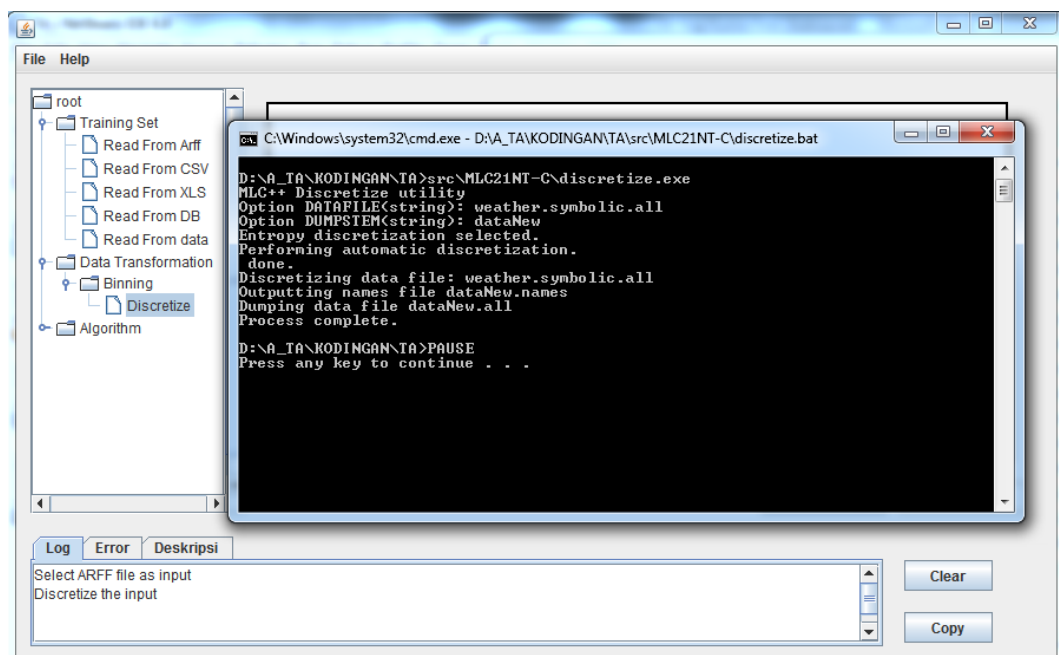 File Help
root
Training Set
Read From Arff
Read From CSV
Read From XLS
Read From DB
Read From data
Data Transformation
Binning
Discretize
Algorithm
C:\Windows\system32\cmd.exe - D:\A_TA\KODINGAN\TA\src\MLC21NT-C\discretize.bat
D:\A_TA\KODINGAN\TA>src\MLC21NT-C\discretize.exe
MLC++ Discretize utility
Option DATAFILE<string>: weather.symbolic.all
Option DUMPSTEM<string>: dataNew
Entropy discretization selected.
Performing automatic discretization.
done.
Discretizing data file: weather.symbolic.all
Outputting names file dataNew.names
Dumping data file dataNew.all
Process complete.
D:\A_TA\KODINGAN\TA>PAUSE
Press any key to continue . . .
Log Error Deskripsi
Select ARFF file as input
Discretize the input
Clear
Copy